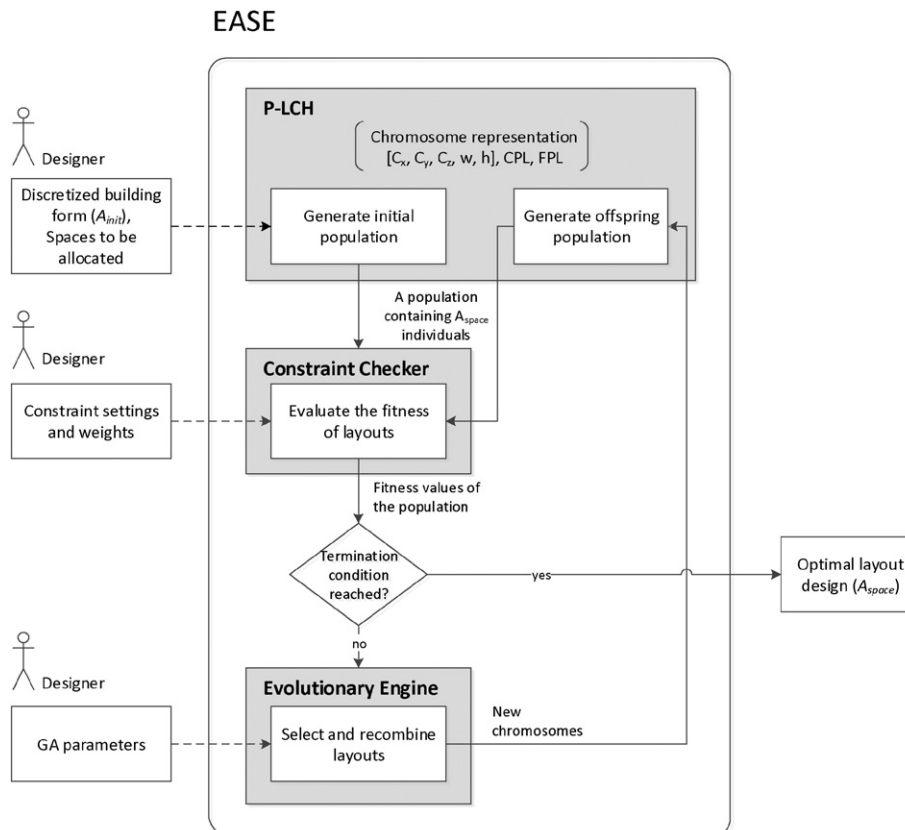 EASE
P-LCH
Chromosome representation
[Cx, Cy, Cz, w, h], CPL, FPL
Designer
Discretized building
form (Ainit),
Spaces to be
allocated
Generate initial
population
Generate offspring
population
A population
containing Aspace
individuals
Designer
Constraint settings
and weights
Constraint Checker
Evaluate the fitness
of layouts
Fitness values of
the population
Termination
condition
reached?
yes
Optimal layout
design (Aspace)
no
Designer
GA parameters
Evolutionary Engine
Select and recombine
layouts
New
chromosomes